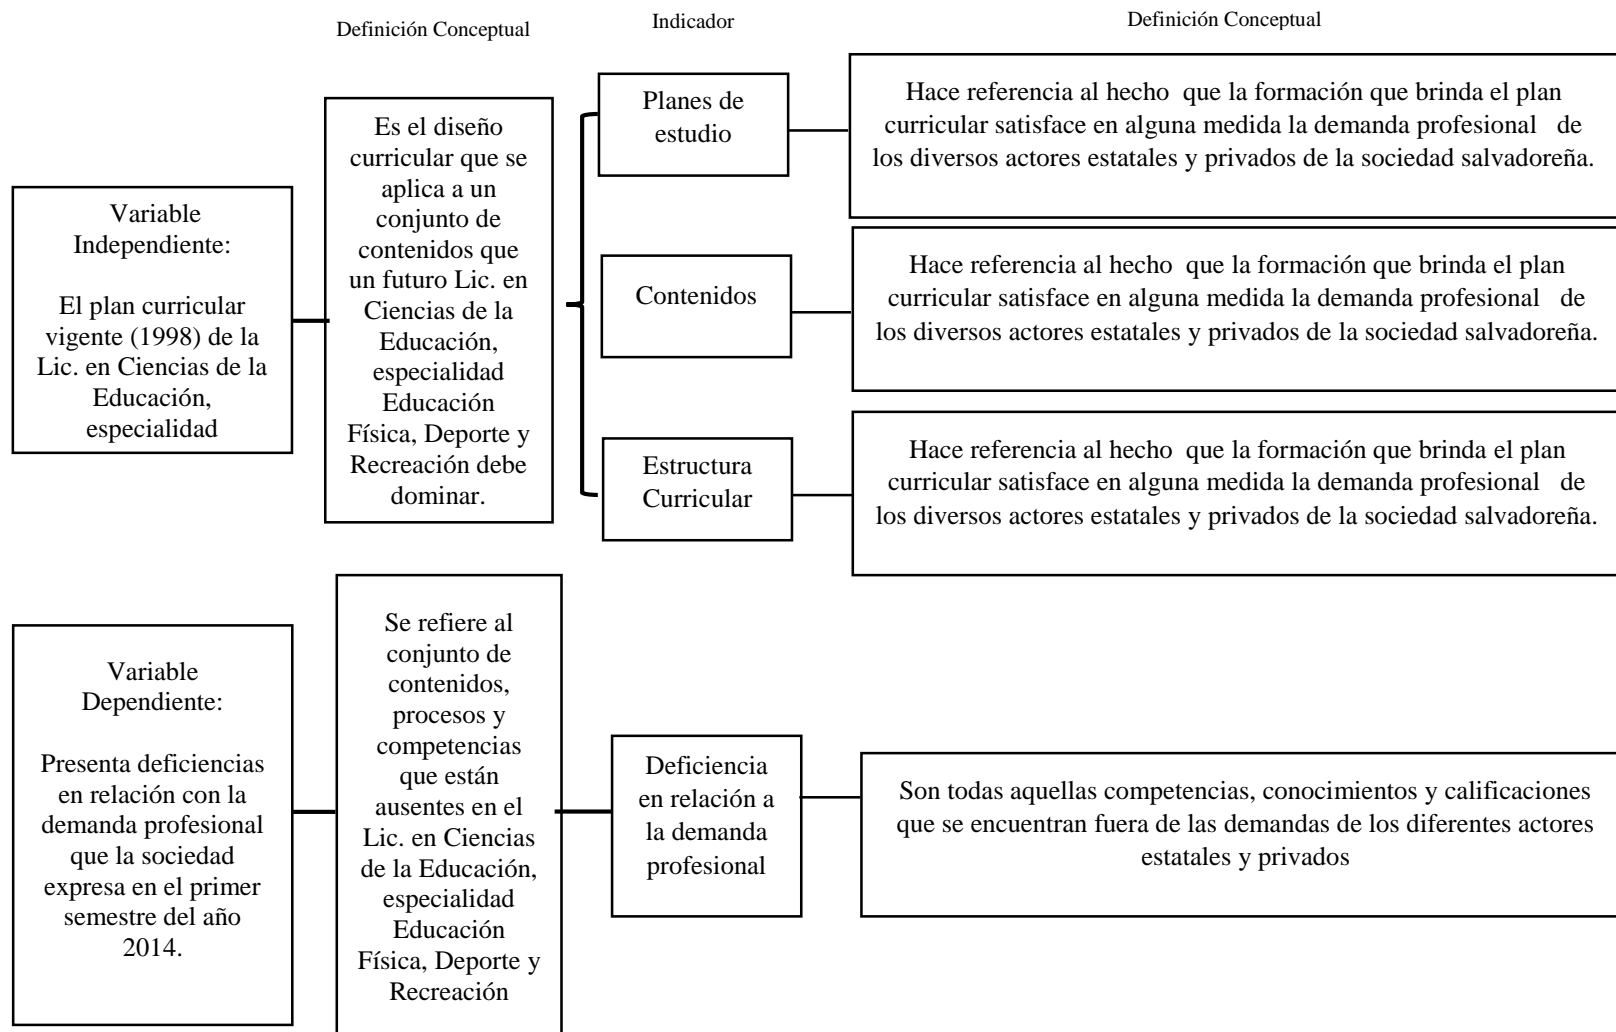 Definición Conceptual
Indicador
Definición Conceptual
Variable
Independiente:
El plan curricular
vigente (1998) de la
Lic. en Ciencias de la
Educación,
especialidad
Es el diseño
curricular que se
aplica a un
conjunto de
contenidos que
un futuro Lic. en
Ciencias de la
Educación,
especialidad
Educación
Física, Deporte y
Recreación debe
dominar.
Planes de
estudio
Hace referencia al hecho que la formación que brinda el plan
curricular satisface en alguna medida la demanda profesional de
los diversos actores estatales y privados de la sociedad salvadoreña.
Contenidos
Hace referencia al hecho que la formación que brinda el plan
curricular satisface en alguna medida la demanda profesional de
los diversos actores estatales y privados de la sociedad salvadoreña.
Estructura
Curricular
Hace referencia al hecho que la formación que brinda el plan
curricular satisface en alguna medida la demanda profesional de
los diversos actores estatales y privados de la sociedad salvadoreña.
Variable
Dependiente:
Presenta deficiencias
en relación con la
demanda profesional
que la sociedad
expresa en el primer
semestre del año
2014.
Se refiere al
conjunto de
contenidos,
procesos y
competencias
que están
ausentes en el
Lic. en Ciencias
de la Educación,
especialidad
Educación
Física, Deporte y
Recreación
Deficiencia
en relación a
la demanda
profesional
Son todas aquellas competencias, conocimientos y calificaciones
que se encuentran fuera de las demandas de los diferentes actores
estatales y privados